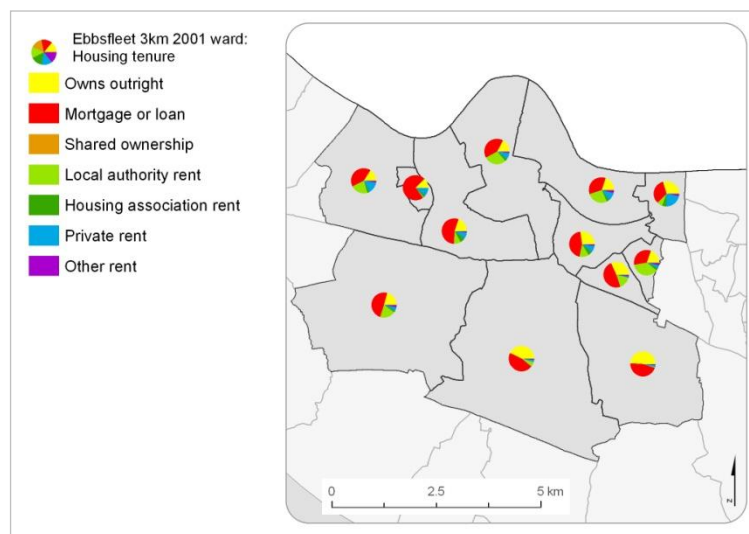 Ebbsfleet 3km 2001 ward:
Housing tenure
Owns outright
Mortgage or loan
Shared ownership
Local authority rent
Housing association rent
Private rent
Other rent
0 2.5 5 km
N